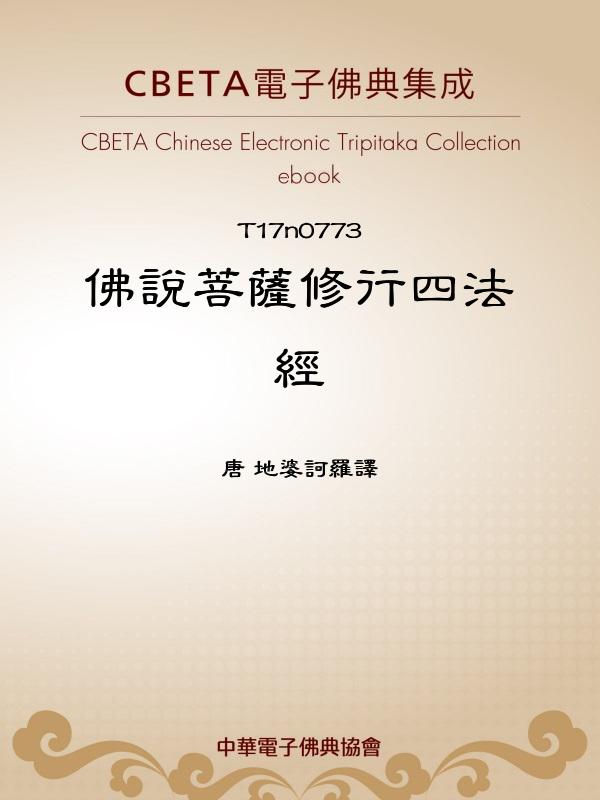 CBETA電子佛典集成
CBETA Chinese Electronic Tripitaka Collection
ebook
T17n0773
佛說菩薩修行四法
經
唐 地婆訶羅譯
中華電子佛典協會